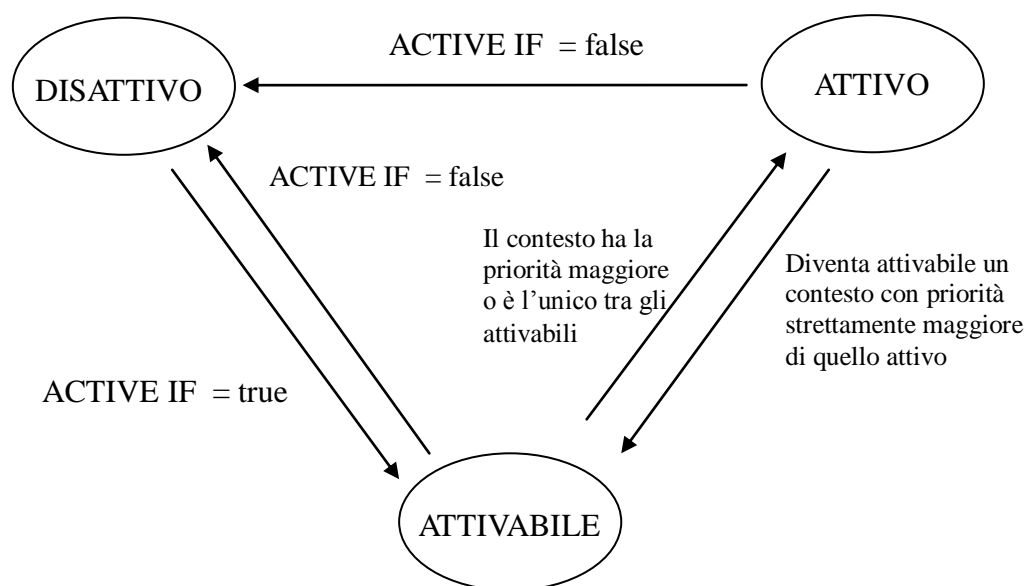 ACTIVE IF = false
DISATTIVO
ATTIVO
ACTIVE IF = false
Il contesto ha la
priorità maggiore
o è l’unico tra gli
attivabili
Diventa attivabile un
contesto con priorità
strettamente maggiore
di quello attivo
ACTIVE IF = true
ATTIVABILE